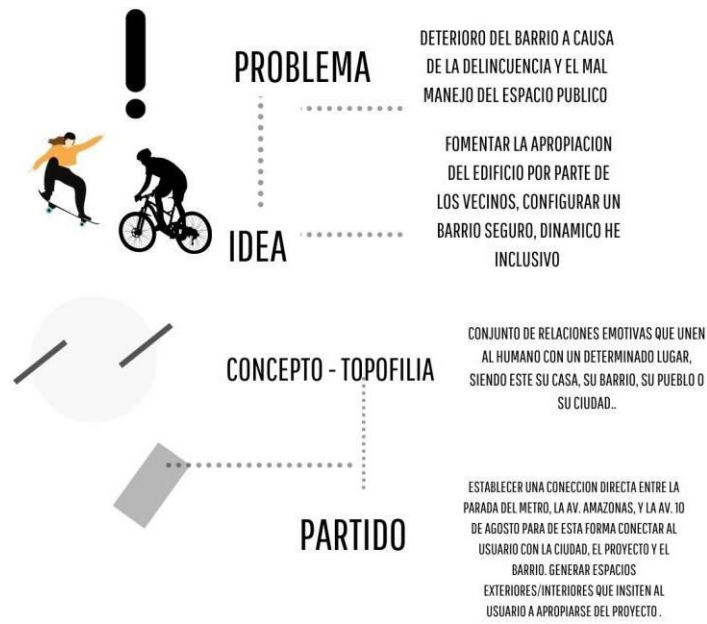 PROBLEMA
DETERIORO DEL BARRIO A CAUSA
DE LA DELINCUENCIA Y EL MAL
MANEJO DEL ESPACIO PUBLICO
IDEA
FOMENTAR LA APROPIACION
DEL EDIFICIO POR PARTE DE
LOS VECINOS, CONFIGURAR UN
BARRIO SEGURO, DINAMICO HE
INCLUSIVO
CONCEPTO - TOPOFILIA
CONJUNTO DE RELACIONES EMOTIVAS QUE UNEN
AL HUMANO CON UN DETERMINADO LUGAR,
SIENDO ESTE SU CASA, SU BARRIO, SU PUEBLO O
SU CIUDAD..
PARTIDO
ESTABLECER UNA CONECCION DIRECTA ENTRE LA
PARADA DEL METRO, LA AV. AMAZONAS, Y LA AV. 10
DE AGOSTO PARA DE ESTA FORMA CONECTAR AL
USUARIO CON LA CIUDAD, EL PROYECTO Y EL
BARRIO. GENERAR ESPACIOS
EXTERIORES/INTERIORES QUE INSITEN AL
USUARIO A APROPIARSE DEL PROYECTO .